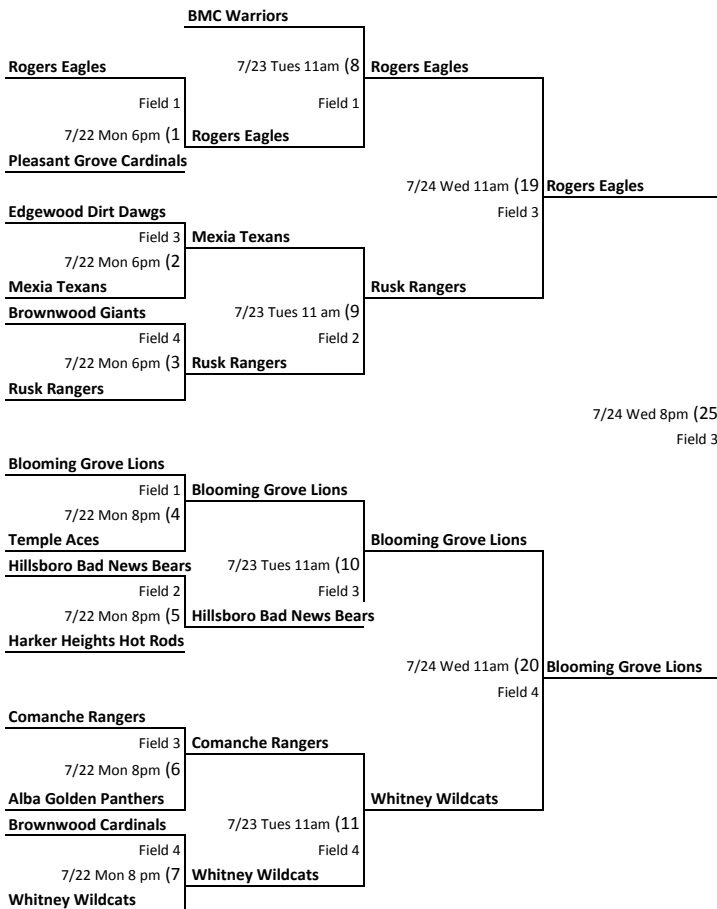 BMC Warriors
Rogers Eagles 7/23 Tues 11am (8 Rogers Eagles
Field 1 Field 1
7/22 Mon 6pm (1 Rogers Eagles
Pleasant Grove Cardinals
7/24 Wed 11am (19 Rogers Eagles
Edgewood Dirt Dawgs Field 3
Field 3 Mexia Texans
7/22 Mon 6pm (2
Mexia Texans Rusk Rangers
Brownwood Giants 7/23 Tues 11 am (9
Field 4 Field 2
7/22 Mon 6pm (3 Rusk Rangers
Rusk Rangers
7/24 Wed 8pm (25
Field 3
Blooming Grove Lions
Field 1 Blooming Grove Lions
7/22 Mon 8pm (4
Temple Aces Blooming Grove Lions
Hillsboro Bad News Bears 7/23 Tues 11am (10
Field 2 Field 3
7/22 Mon 8pm (5 Hillsboro Bad News Bears
Harker Heights Hot Rods
7/24 Wed 11am (20 Blooming Grove Lions
Field 4
Comanche Rangers
Field 3 Comanche Rangers
7/22 Mon 8pm (6
Alba Golden Panthers Whitney Wildcats
Brownwood Cardinals 7/23 Tues 11am (11
Field 4 Field 4
7/22 Mon 8 pm (7 Whitney Wildcats
Whitney Wildcats